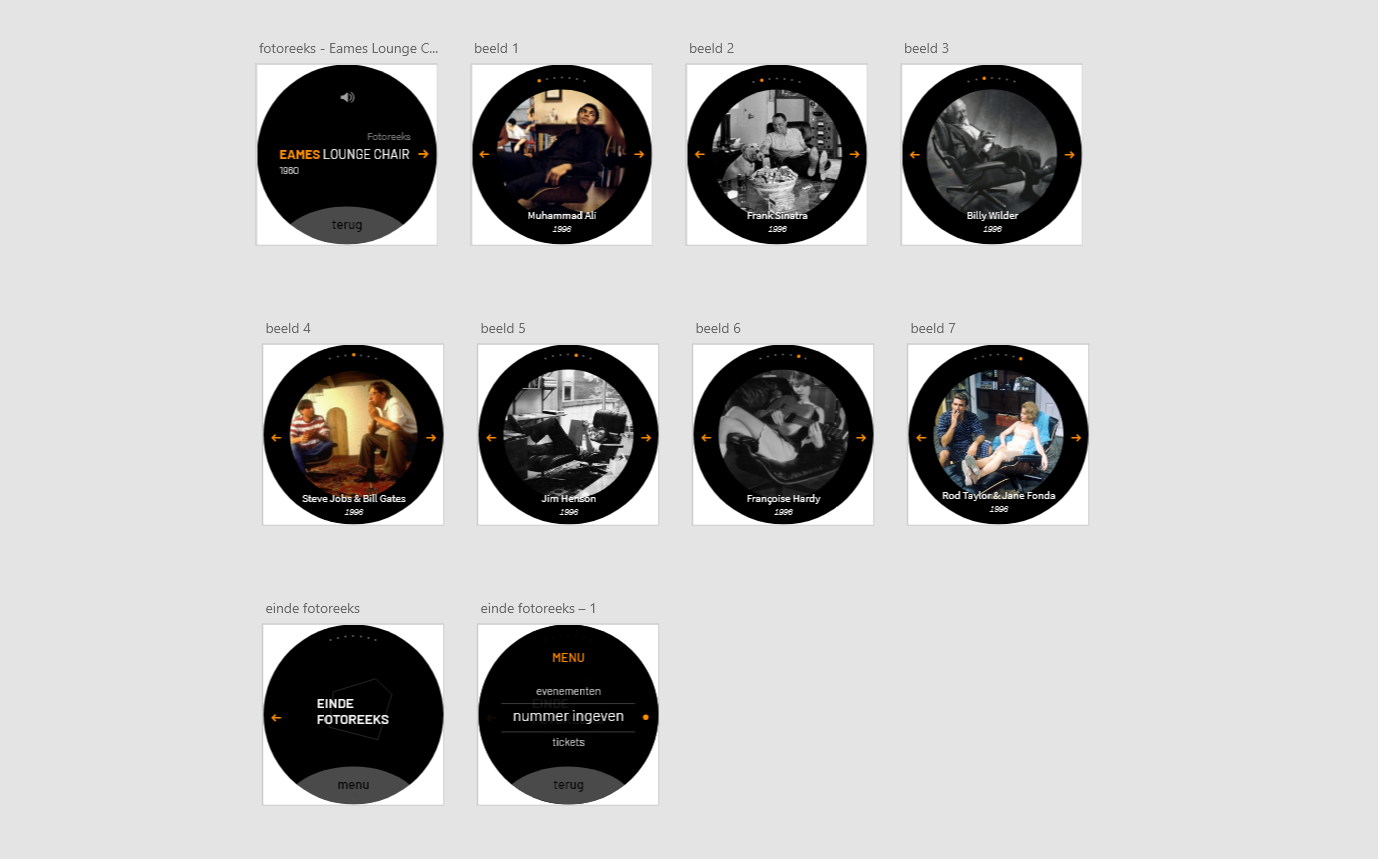 fotoreeks - Eames Lounge C...
Fotoreeks
EAMES LOUNGE CHAIR
1960
terug
beeld 1
Muhammad Ali
1996
beeld 2
Frank Sinatra
1996
beeld 3
Billy Wilder
1996
beeld 4
Steve Jobs & Bill Gates
1996
beeld 5
Jim Henson
1996
beeld 6
Françoise Hardy
1996
beeld 7
Rod Taylor & Jane Fonda
1996
einde fotoreeks
EINDE
FOTOREEKS
menu
einde fotoreeks – 1
MENU
evenementen
EINDE
nummer ingeven
tickets
terug